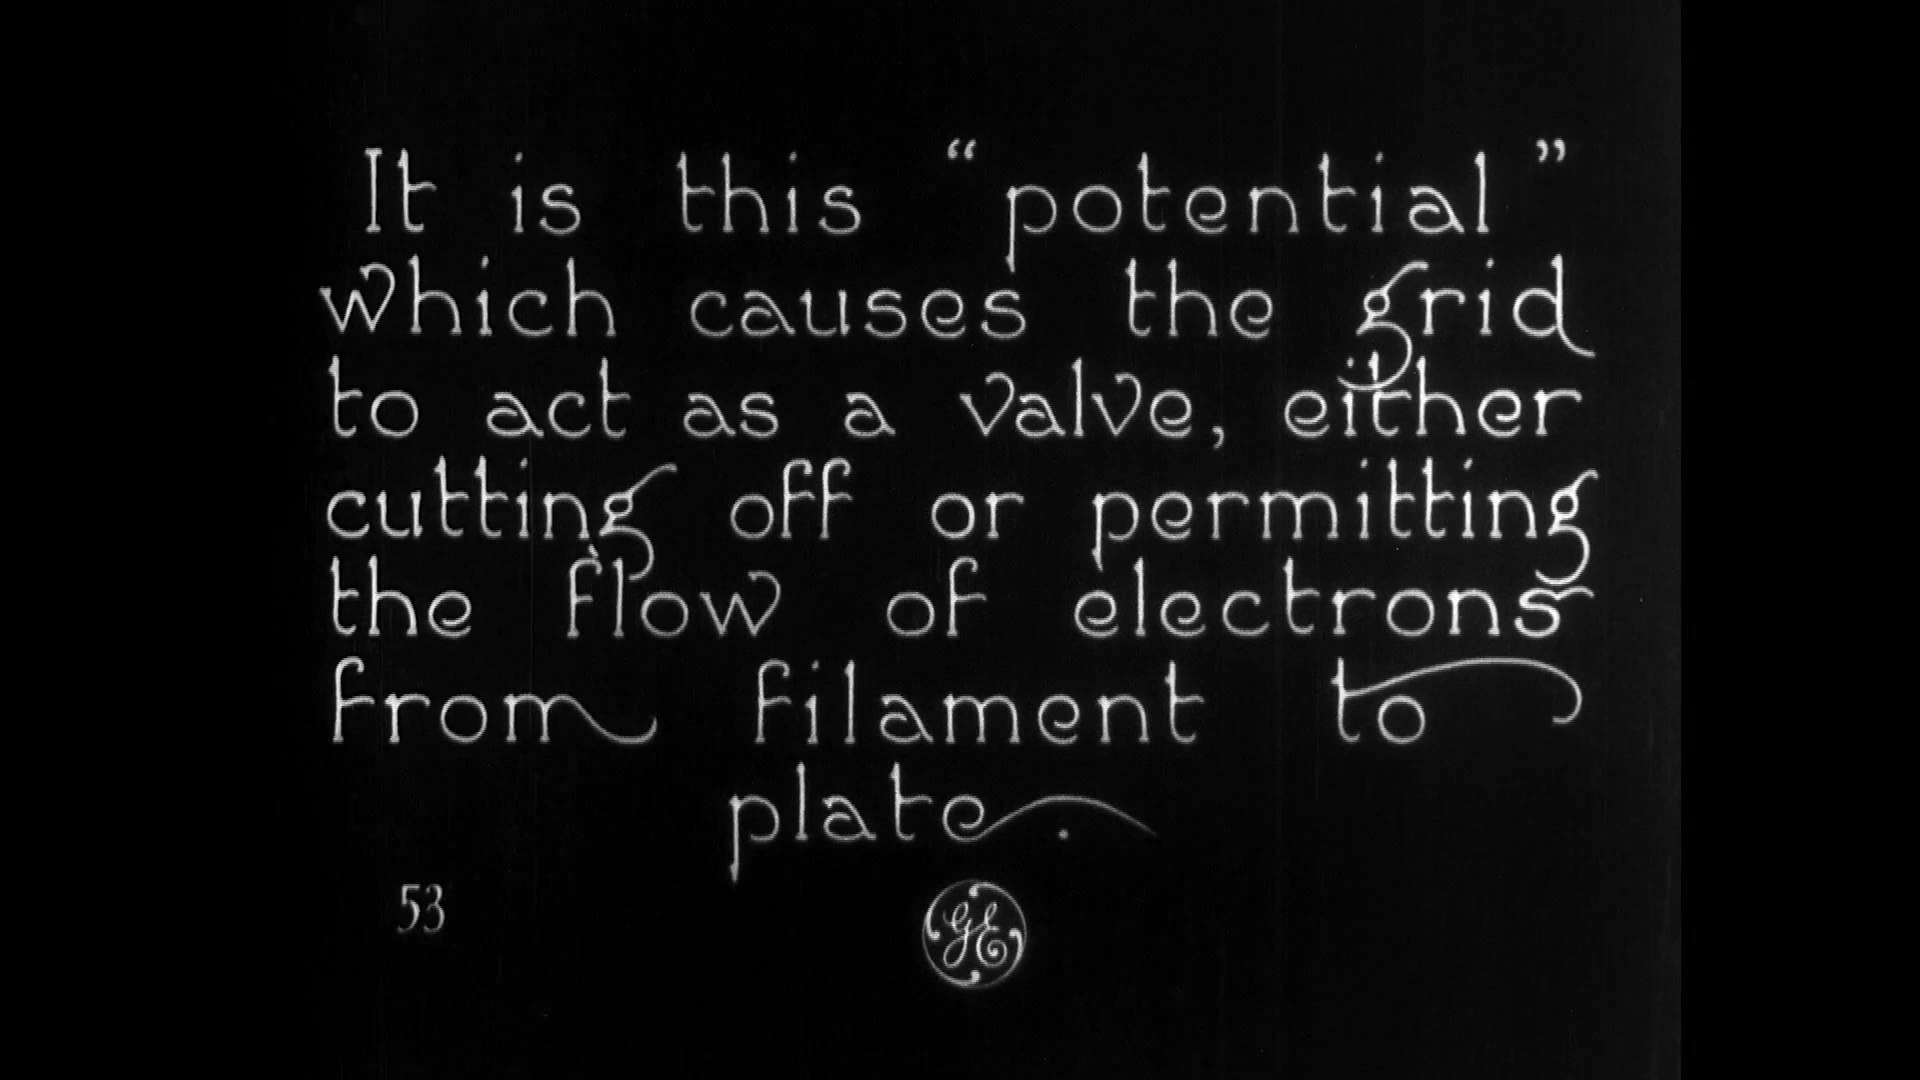 It is this “potential”
which causes the grid
to act as a valve, either
cutting off or permitting
the flow of electrons
from filament to
plate.
53
GE